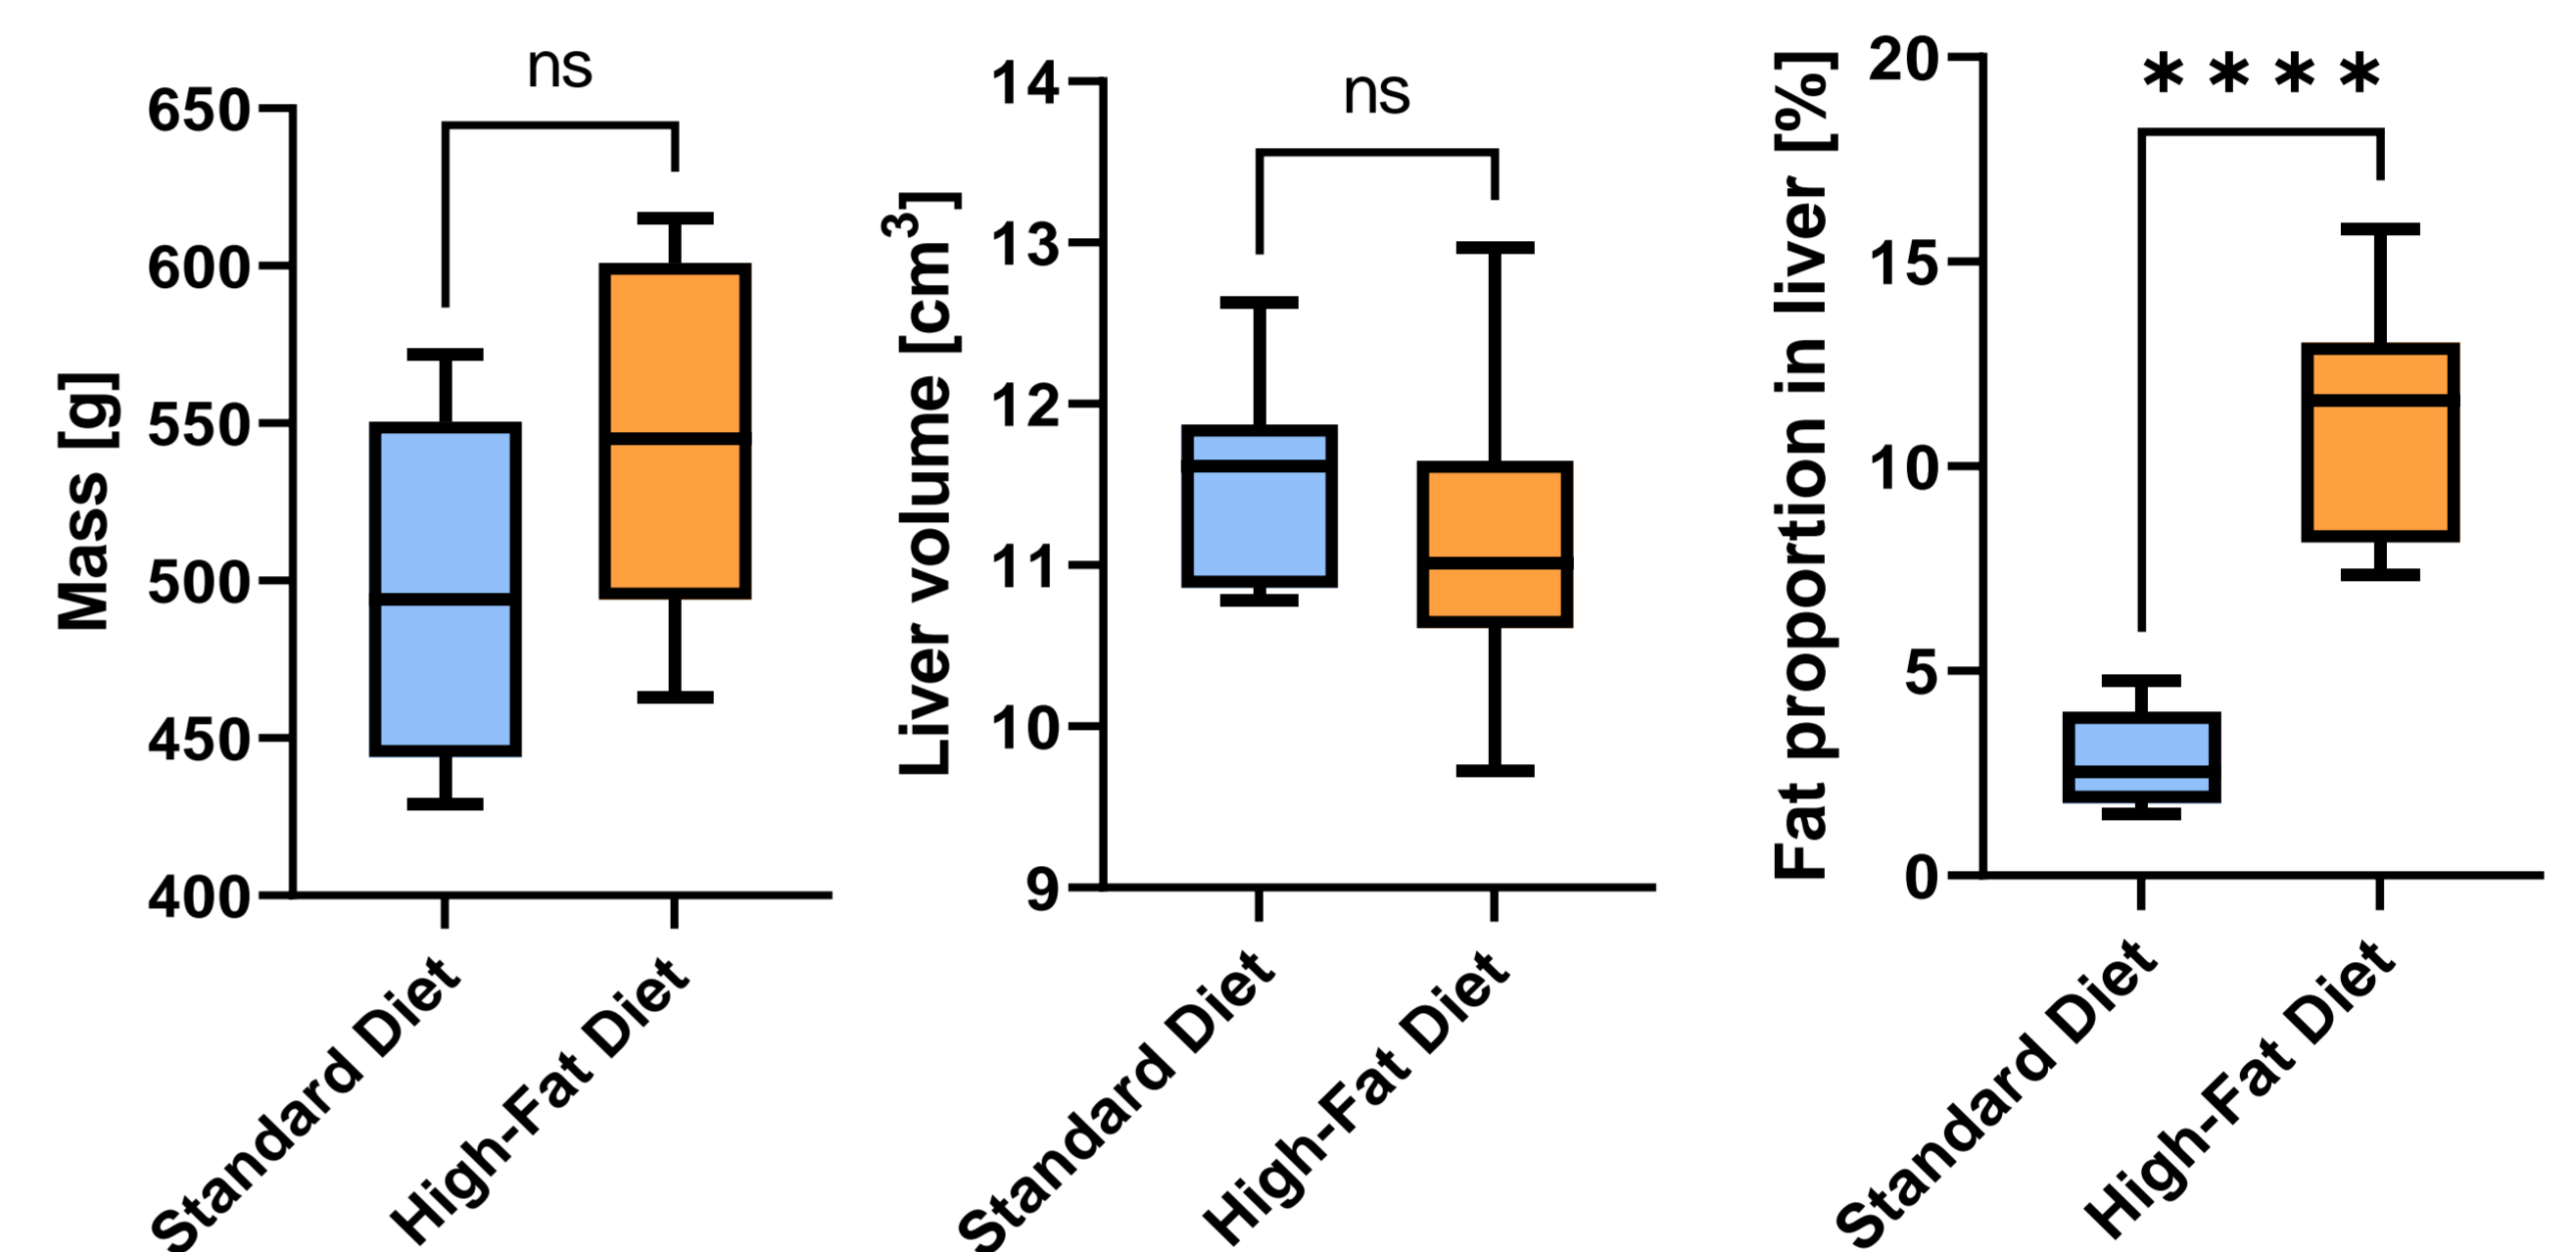 ns
Mass [g]
650
600
550
500
450
400
Standard Diet
High-Fat Diet
ns
Liver volume [cm³]
14
13
12
11
10
9
Standard Diet
High-Fat Diet
****
Fat proportion in liver [%]
20
15
10
5
0
Standard Diet
High-Fat Diet